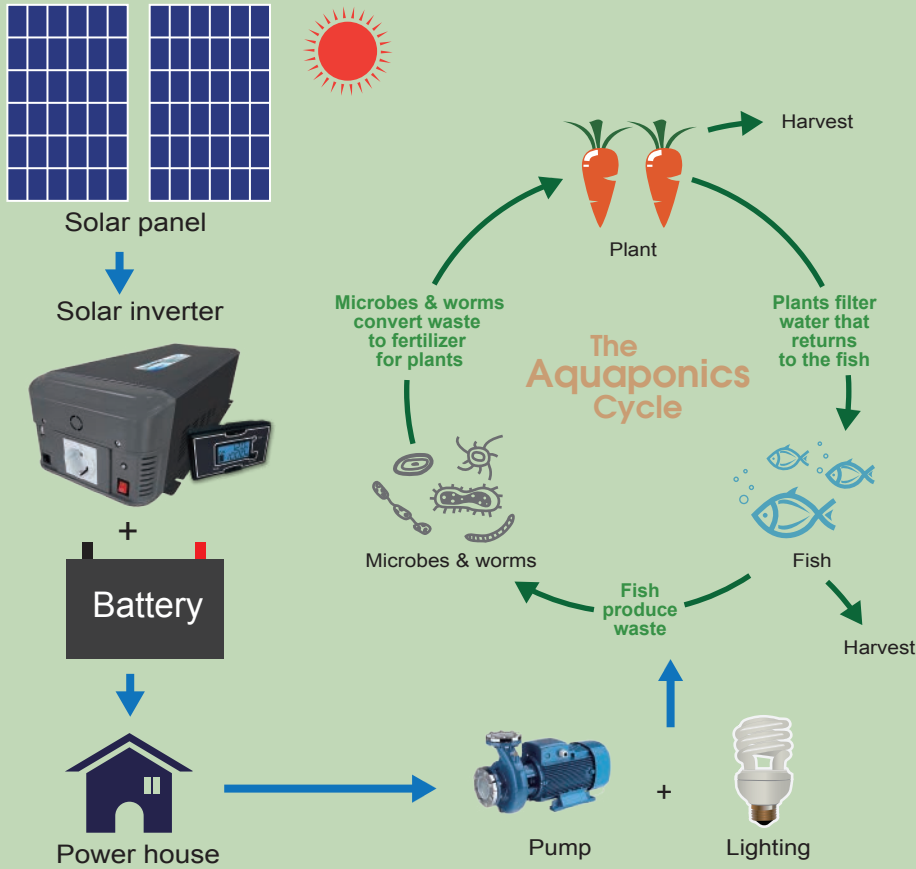 Solar panel
Solar inverter
+
Battery
Power house
Harvest
Plant
Microbes & worms
convert waste
to fertilizer
for plants
The
Aquaponics
Cycle
Plants filter
water that
returns
to the fish
Microbes & worms
Fish
Fish
produce
waste
Harvest
+
Pump
Lighting